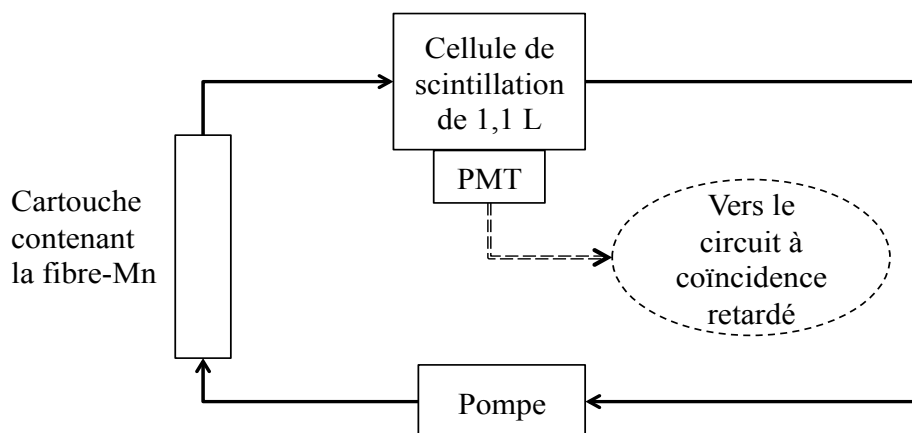 Cellule de
scintillation
de 1,1 L
PMT
Cartouche
contenant
la fibre-Mn
Vers le
circuit à
coïncidence
retardé
Pompe